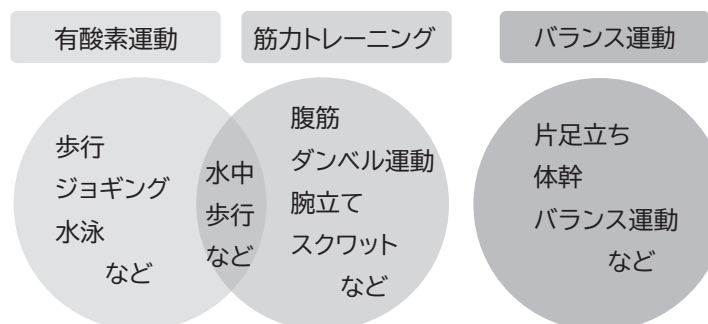 有酸素運動
筋力トレーニング
バランス運動
歩行
ジョギング
水泳
など
水中
歩行
など
腹筋
ダンベル運動
腕立て
スクワット
など
片足立ち
体幹
バランス運動
など